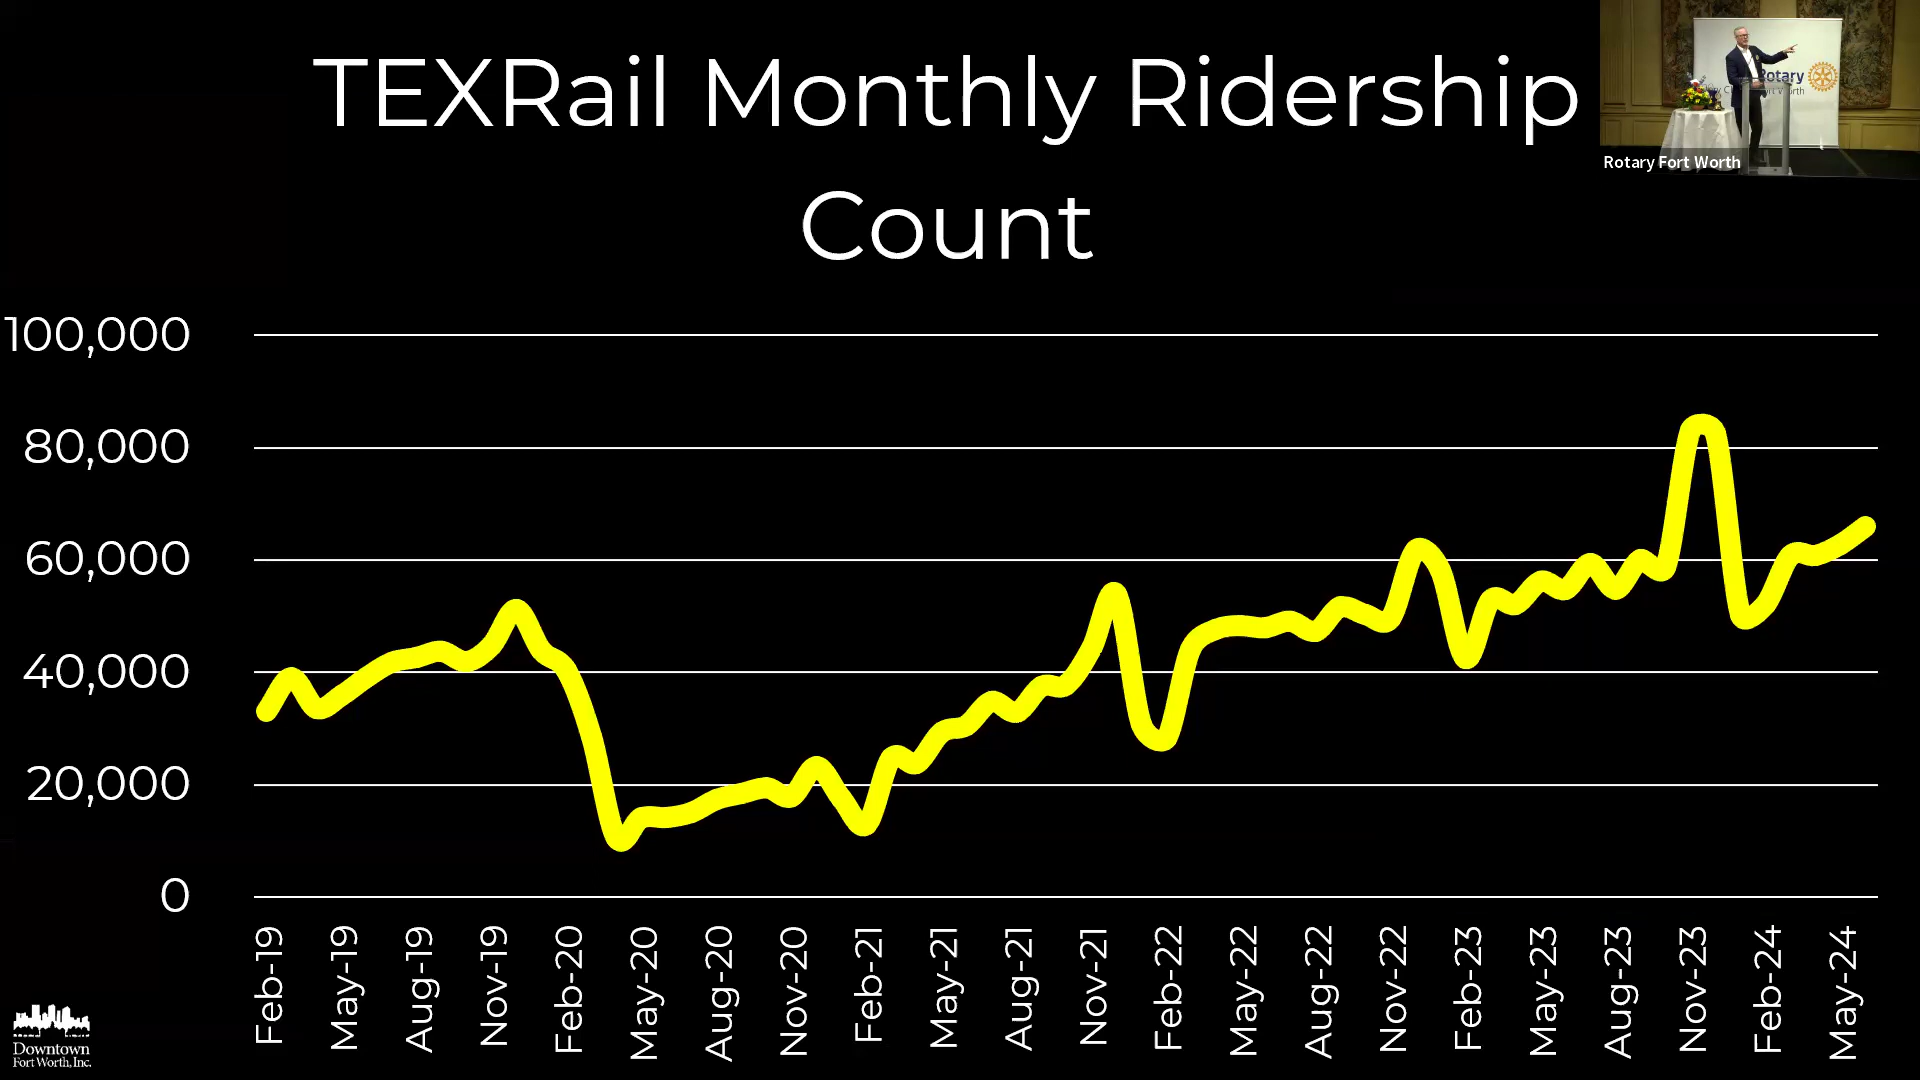 TEXRail Monthly Ridership
Count
Rotary
Rotary Fort Worth
100,000
80,000
60,000
40,000
20,000
0
Feb-19
May-19
Aug-19
Nov-19
Feb-20
May-20
Aug-20
Nov-20
Feb-21
May-21
Aug-21
Nov-21
Feb-22
May-22
Aug-22
Nov-22
Feb-23
May-23
Aug-23
Nov-23
Feb-24
May-24
Downtown
Fort Worth, Inc.